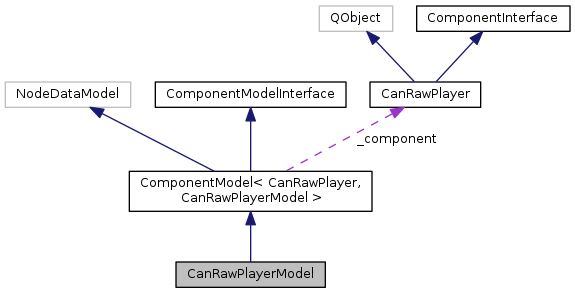 QObject
ComponentInterface
NodeDataModel
ComponentModelInterface
CanRawPlayer
_component
ComponentModel< CanRawPlayer,
CanRawPlayerModel >
CanRawPlayerModel